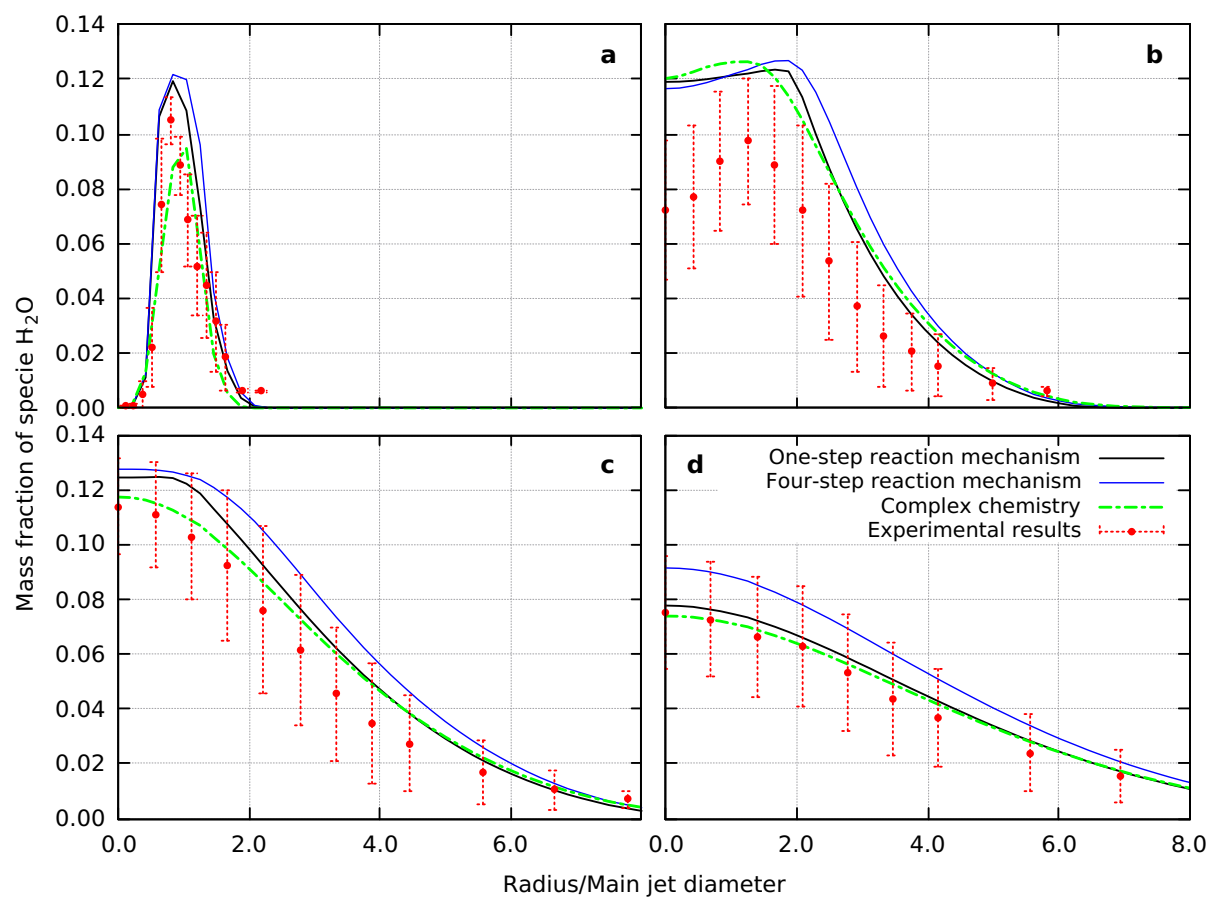 0.14
0.12
0.10
0.08
0.06
0.04
0.02
0.00
a
b
0.14
0.12
0.10
0.08
0.06
0.04
0.02
0.00
c
d
One-step reaction mechanism
Four-step reaction mechanism
Complex chemistry
Experimental results
0.0 2.0 4.0 6.0 0.0 2.0 4.0 6.0 8.0
Radius/Main jet diameter
Mass fraction of specie H₂O